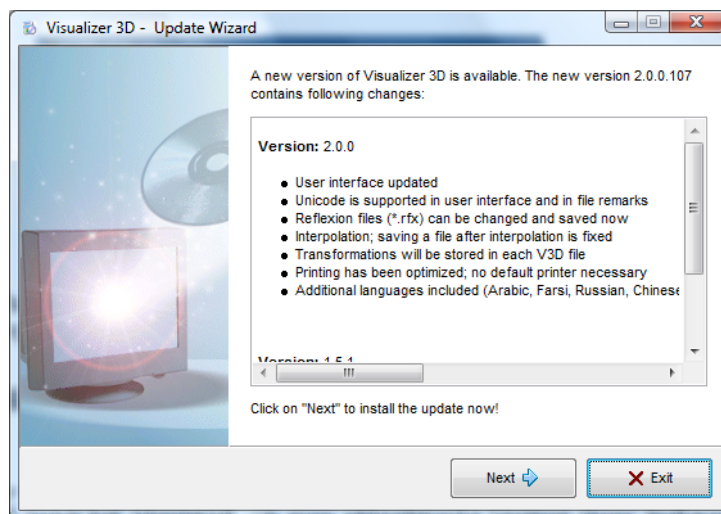 Visualizer 3D - Update Wizard
A new version of Visualizer 3D is available. The new version 2.0.0.107
contains following changes:
Version: 2.0.0
● User interface updated
● Unicode is supported in user interface and in file remarks
● Reflexion files (*.rfx) can be changed and saved now
● Interpolation; saving a file after interpolation is fixed
● Transformations will be stored in each V3D file
● Printing has been optimized; no default printer necessary
● Additional languages included (Arabic, Farsi, Russian, Chinese
Version: 1.5.1
Click on "Next" to install the update now!
Next
Exit